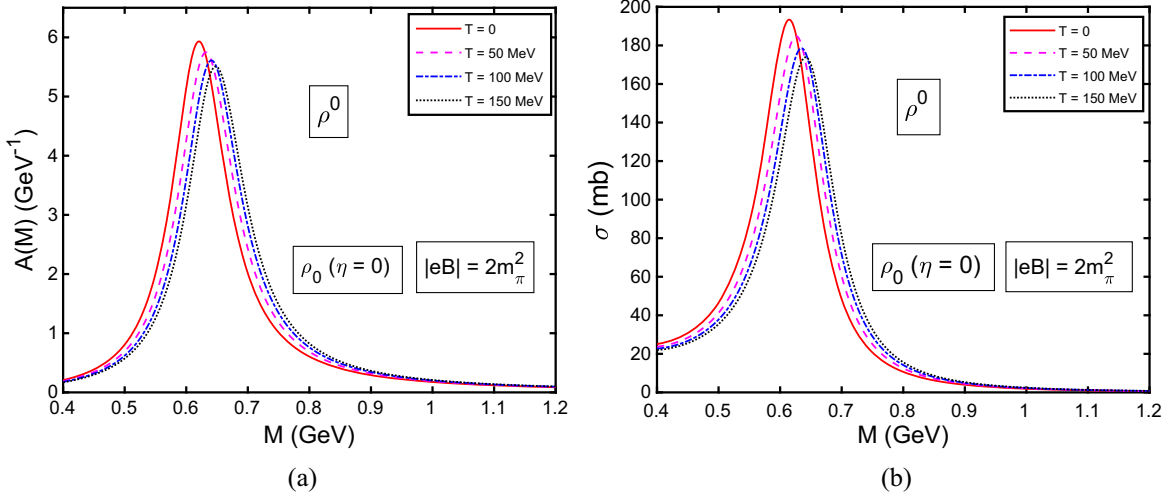 6
5
4
3
2
1
0
A(M) (GeV⁻¹)
T = 0
T = 50 MeV
T = 100 MeV
T = 150 MeV
ρ⁰
ρ₀ (η = 0)
|eB| = 2m²π
0.4 0.5 0.6 0.7 0.8 0.9 1 1.1 1.2
M (GeV)
(a)
200
180
160
140
120
100
80
60
40
20
0
σ (mb)
T = 0
T = 50 MeV
T = 100 MeV
T = 150 MeV
ρ⁰
ρ₀ (η = 0)
|eB| = 2m²π
0.4 0.5 0.6 0.7 0.8 0.9 1 1.1 1.2
M (GeV)
(b)